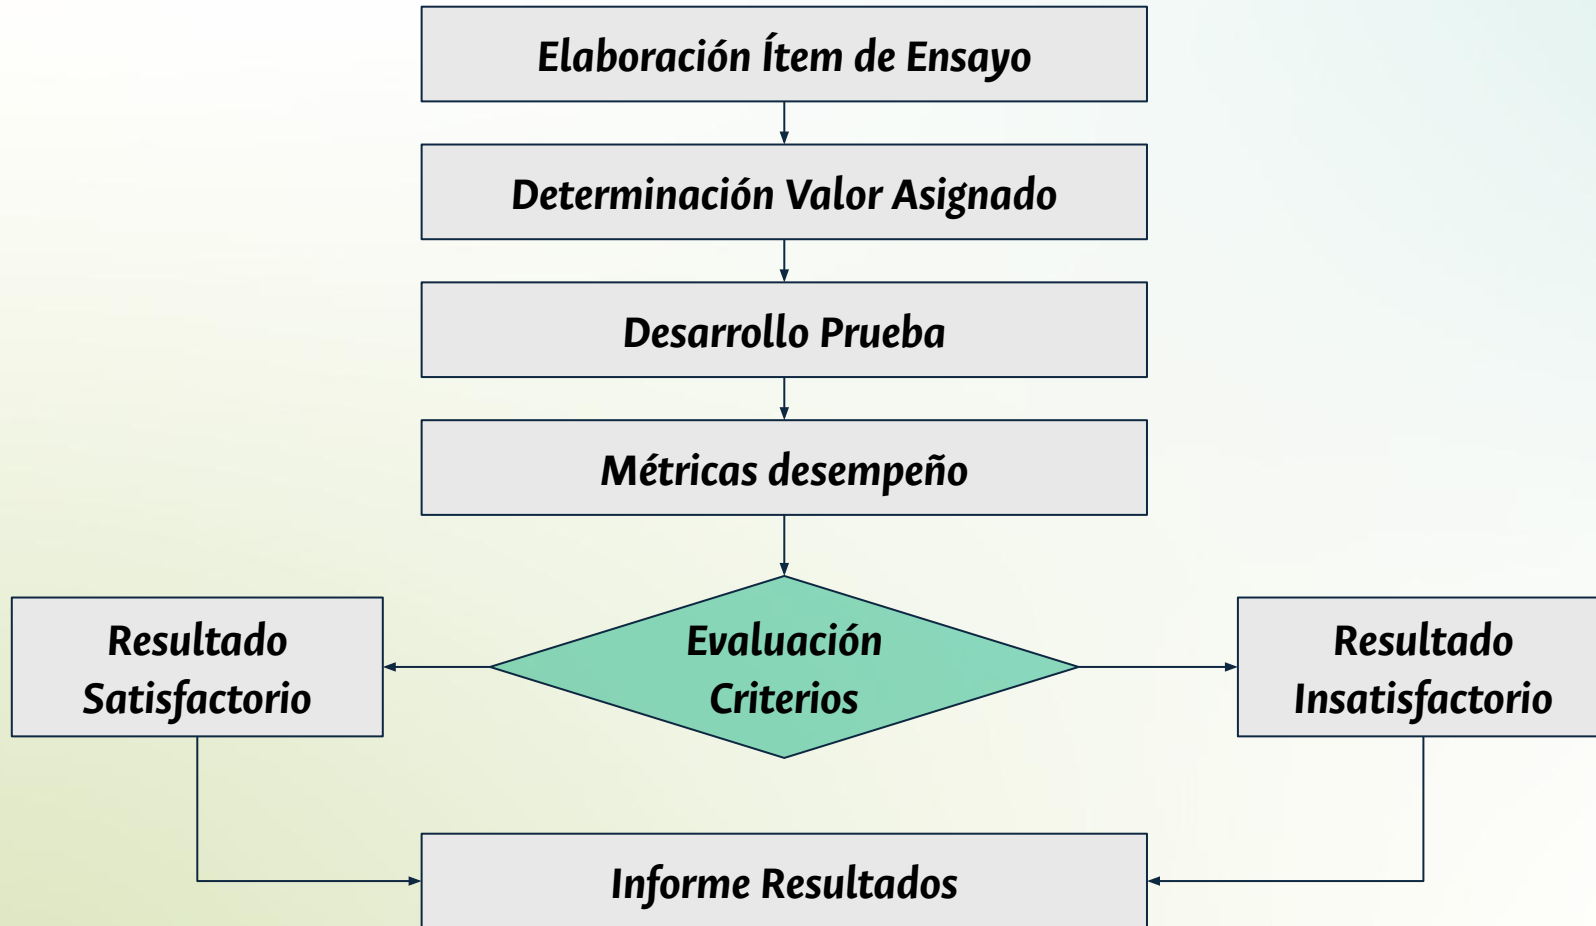 Elaboración Ítem de Ensayo
Determinación Valor Asignado
Desarrollo Prueba
Métricas desempeño
Evaluación
Criterios
Resultado
Satisfactorio
Resultado
Insatisfactorio
Informe Resultados